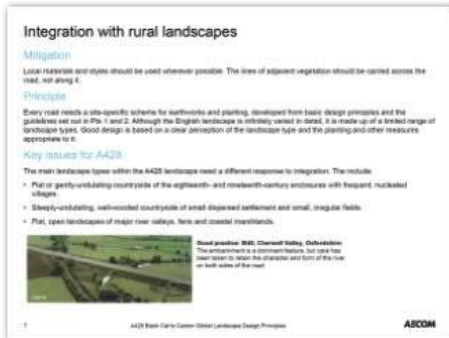 Integration with rural landscapes
Mitigation
Local materials and styles should be used wherever possible. The lines of adjacent vegetation should be carried across the
road, not along it.
Principle
Every road needs a site-specific scheme for earthworks and planting, developed from basic design principles and the
guidelines set out in Pts 1 and 2. Although the English landscape is infinitely varied in detail, it is made up of a limited range of
landscape types. Good design is based on a clear perception of the landscape type and the planting and other measures
appropriate to it.
Key issues for A428
The main landscape types within the A428 landscape need a different response to integration. The include:
• Flat or gently-undulating countryside of the eighteenth- and nineteenth-century enclosures with frequent, nucleated
villages.
• Steeply-undulating, well-wooded countryside of small dispersed settlement and small, irregular fields.
• Flat, open landscapes of major river valleys, fens and coastal marshlands.
Good practice: M40, Cherwell Valley, Oxfordshire:
The embankment is a dominant feature, but care has
been taken to retain the character and form of the river
on both sides of the road
7
A428 Black Cat to Caxton Gibbet Landscape Design Principles
AECOM